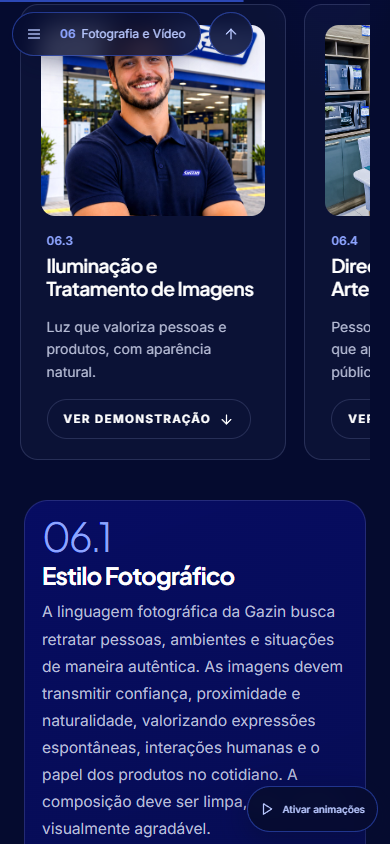 06 Fotografia e Vídeo
Gazin
06.3
Iluminação e
Tratamento de Imagens
Luz que valoriza pessoas e
produtos, com aparência
natural.
VER DEMONSTRAÇÃO
06.4
Direç
Arte
Pesso
que ap
públic
VER
06.1
Estilo Fotográfico
A linguagem fotográfica da Gazin busca
retratar pessoas, ambientes e situações
de maneira autêntica. As imagens devem
transmitir confiança, proximidade e
naturalidade, valorizando expressões
espontâneas, interações humanas e o
papel dos produtos no cotidiano. A
composição deve ser limpa,
visualmente agradável.
Ativar animações